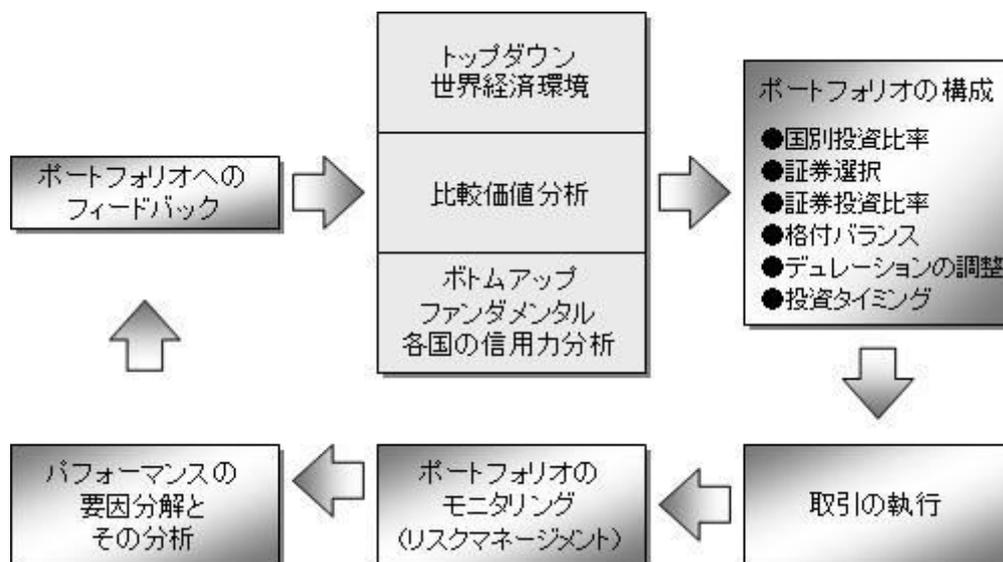 トップダウン
世界経済環境
比較価値分析
ボトムアップ
ファンダメンタル
各国の信用力分析
ポートフォリオの構成
●国別投資比率
●証券選択
●証券投資比率
●格付バランス
●デュレーションの調整
●投資タイミング
取引の執行
ポートフォリオの
モニタリング
(リスクマネージメント)
パフォーマンスの
要因分解と
その分析
ポートフォリオへの
フィードバック